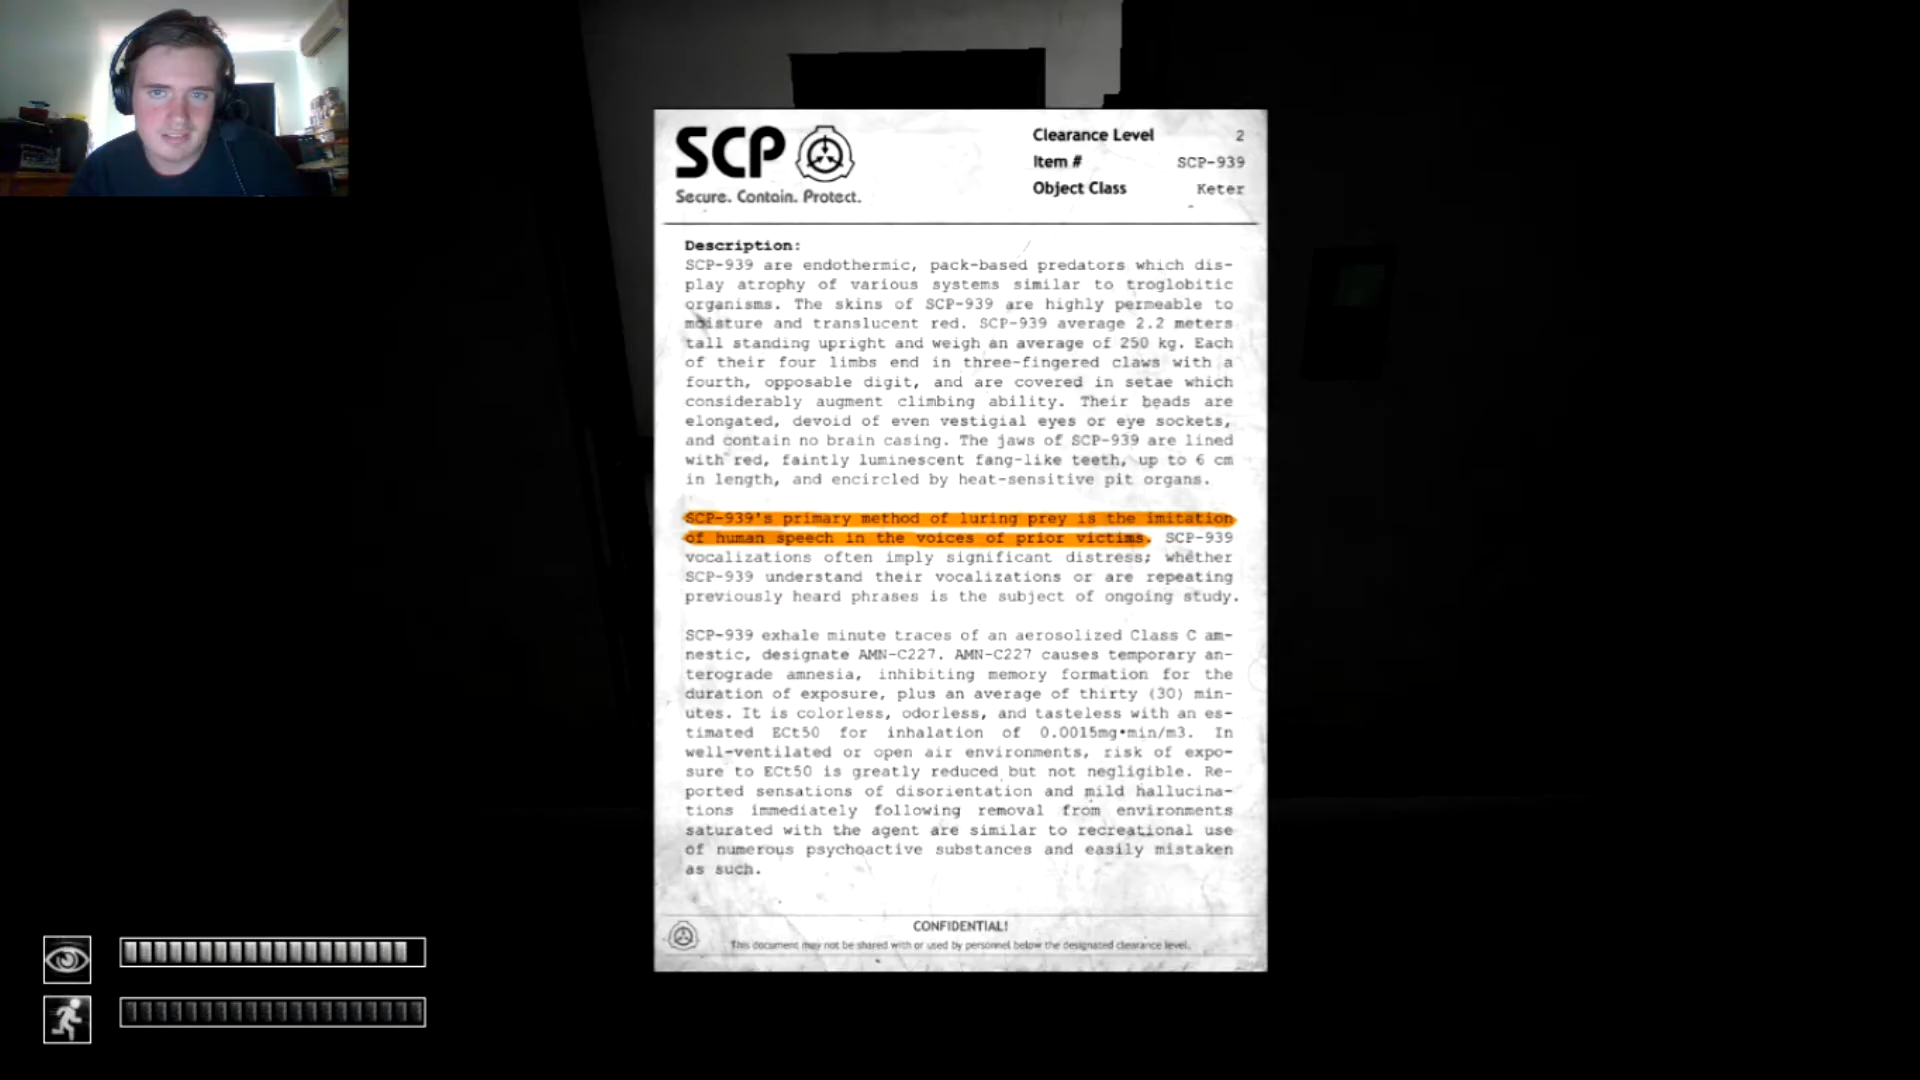 SCP
Secure. Contain. Protect.
Clearance Level 2
Item # SCP-939
Object Class Keter
Description:
SCP-939 are endothermic, pack-based predators which dis-
play atrophy of various systems similar to troglobitic
organisms. The skins of SCP-939 are highly permeable to
moisture and translucent red. SCP-939 average 2.2 meters
tall standing upright and weigh an average of 250 kg. Each
of their four limbs end in three-fingered claws with a
fourth, opposable digit, and are covered in setae which
considerably augment climbing ability. Their heads are
elongated, devoid of even vestigial eyes or eye sockets,
and contain no brain casing. The jaws of SCP-939 are lined
with red, faintly luminescent fang-like teeth, up to 6 cm
in length, and encircled by heat-sensitive pit organs.
SCP-939's primary method of luring prey is the imitation
of human speech in the voices of prior victims. SCP-939
vocalizations often imply significant distress; whether
SCP-939 understand their vocalizations or are repeating
previously heard phrases is the subject of ongoing study.
SCP-939 exhale minute traces of an aerosolized Class C am-
nestic, designate AMN-C227. AMN-C227 causes temporary an-
terograde amnesia, inhibiting memory formation for the
duration of exposure, plus an average of thirty (30) min-
utes. It is colorless, odorless, and tasteless with an es-
timated ECt50 for inhalation of 0.0015mg•min/m3. In
well-ventilated or open air environments, risk of expo-
sure to ECt50 is greatly reduced but not negligible. Re-
ported sensations of disorientation and mild hallucina-
tions immediately following removal from environments
saturated with the agent are similar to recreational use
of numerous psychoactive substances and easily mistaken
as such.
CONFIDENTIAL!
This document may not be shared with or used by personnel below the designated clearance level.